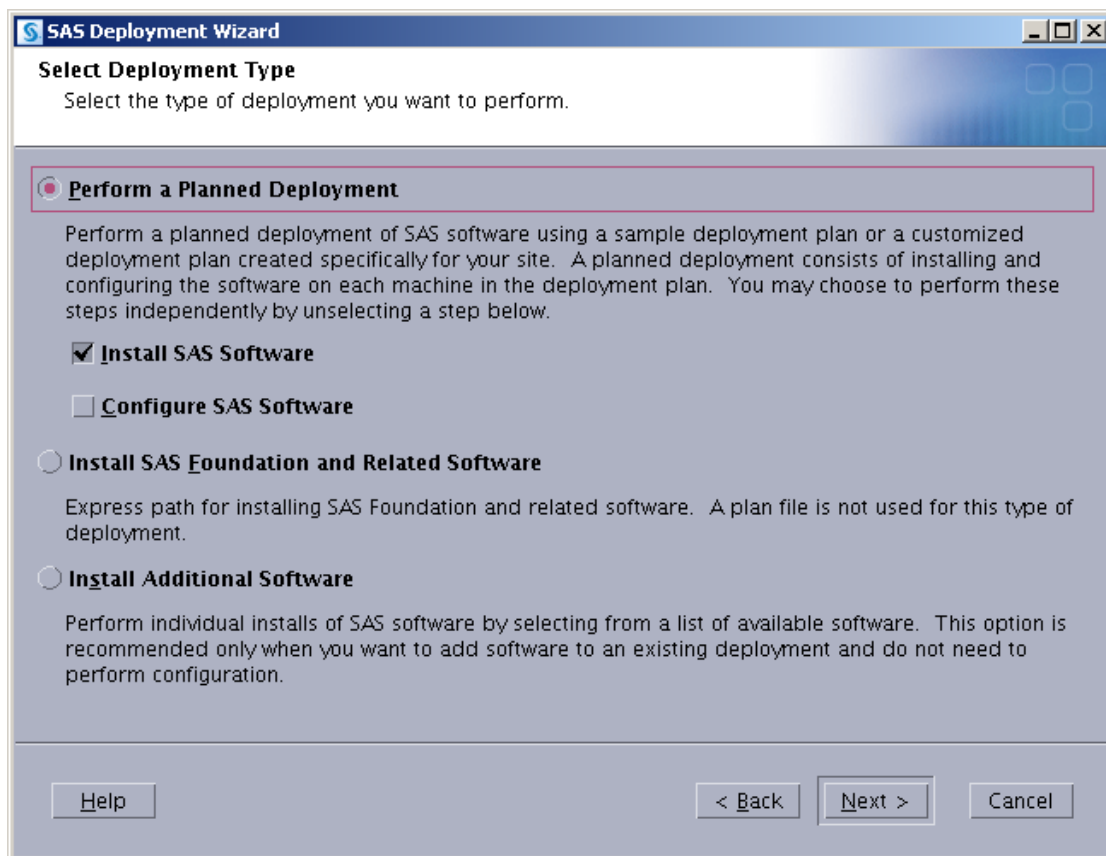 SAS Deployment Wizard
Select Deployment Type
Select the type of deployment you want to perform.
Perform a Planned Deployment
Perform a planned deployment of SAS software using a sample deployment plan or a customized
deployment plan created specifically for your site.  A planned deployment consists of installing and
configuring the software on each machine in the deployment plan.  You may choose to perform these
steps independently by unselecting a step below.
Install SAS Software
Configure SAS Software
Install SAS Foundation and Related Software
Express path for installing SAS Foundation and related software.  A plan file is not used for this type of
deployment.
Install Additional Software
Perform individual installs of SAS software by selecting from a list of available software.  This option is
recommended only when you want to add software to an existing deployment and do not need to
perform configuration.
Help
< Back
Next >
Cancel